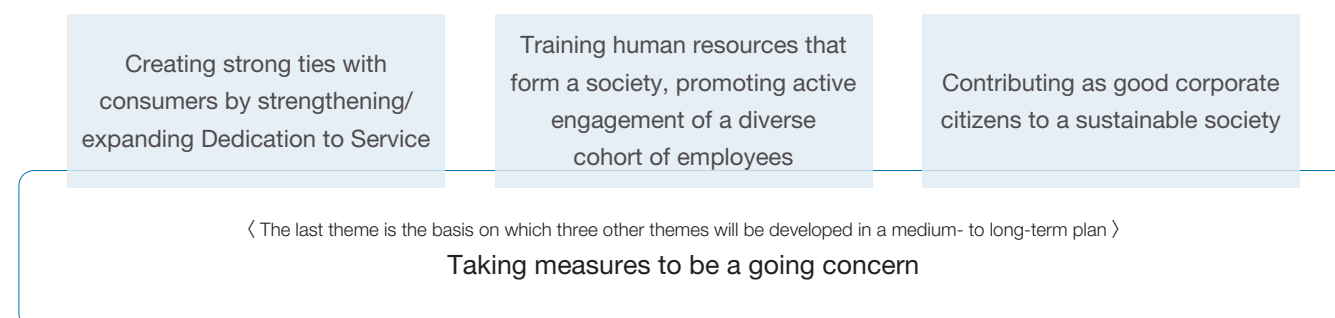 Creating strong ties with
consumers by strengthening/
expanding Dedication to Service
Training human resources that
form a society, promoting active
engagement of a diverse
cohort of employees
Contributing as good corporate
citizens to a sustainable society
〈 The last theme is the basis on which three other themes will be developed in a medium- to long-term plan 〉
Taking measures to be a going concern